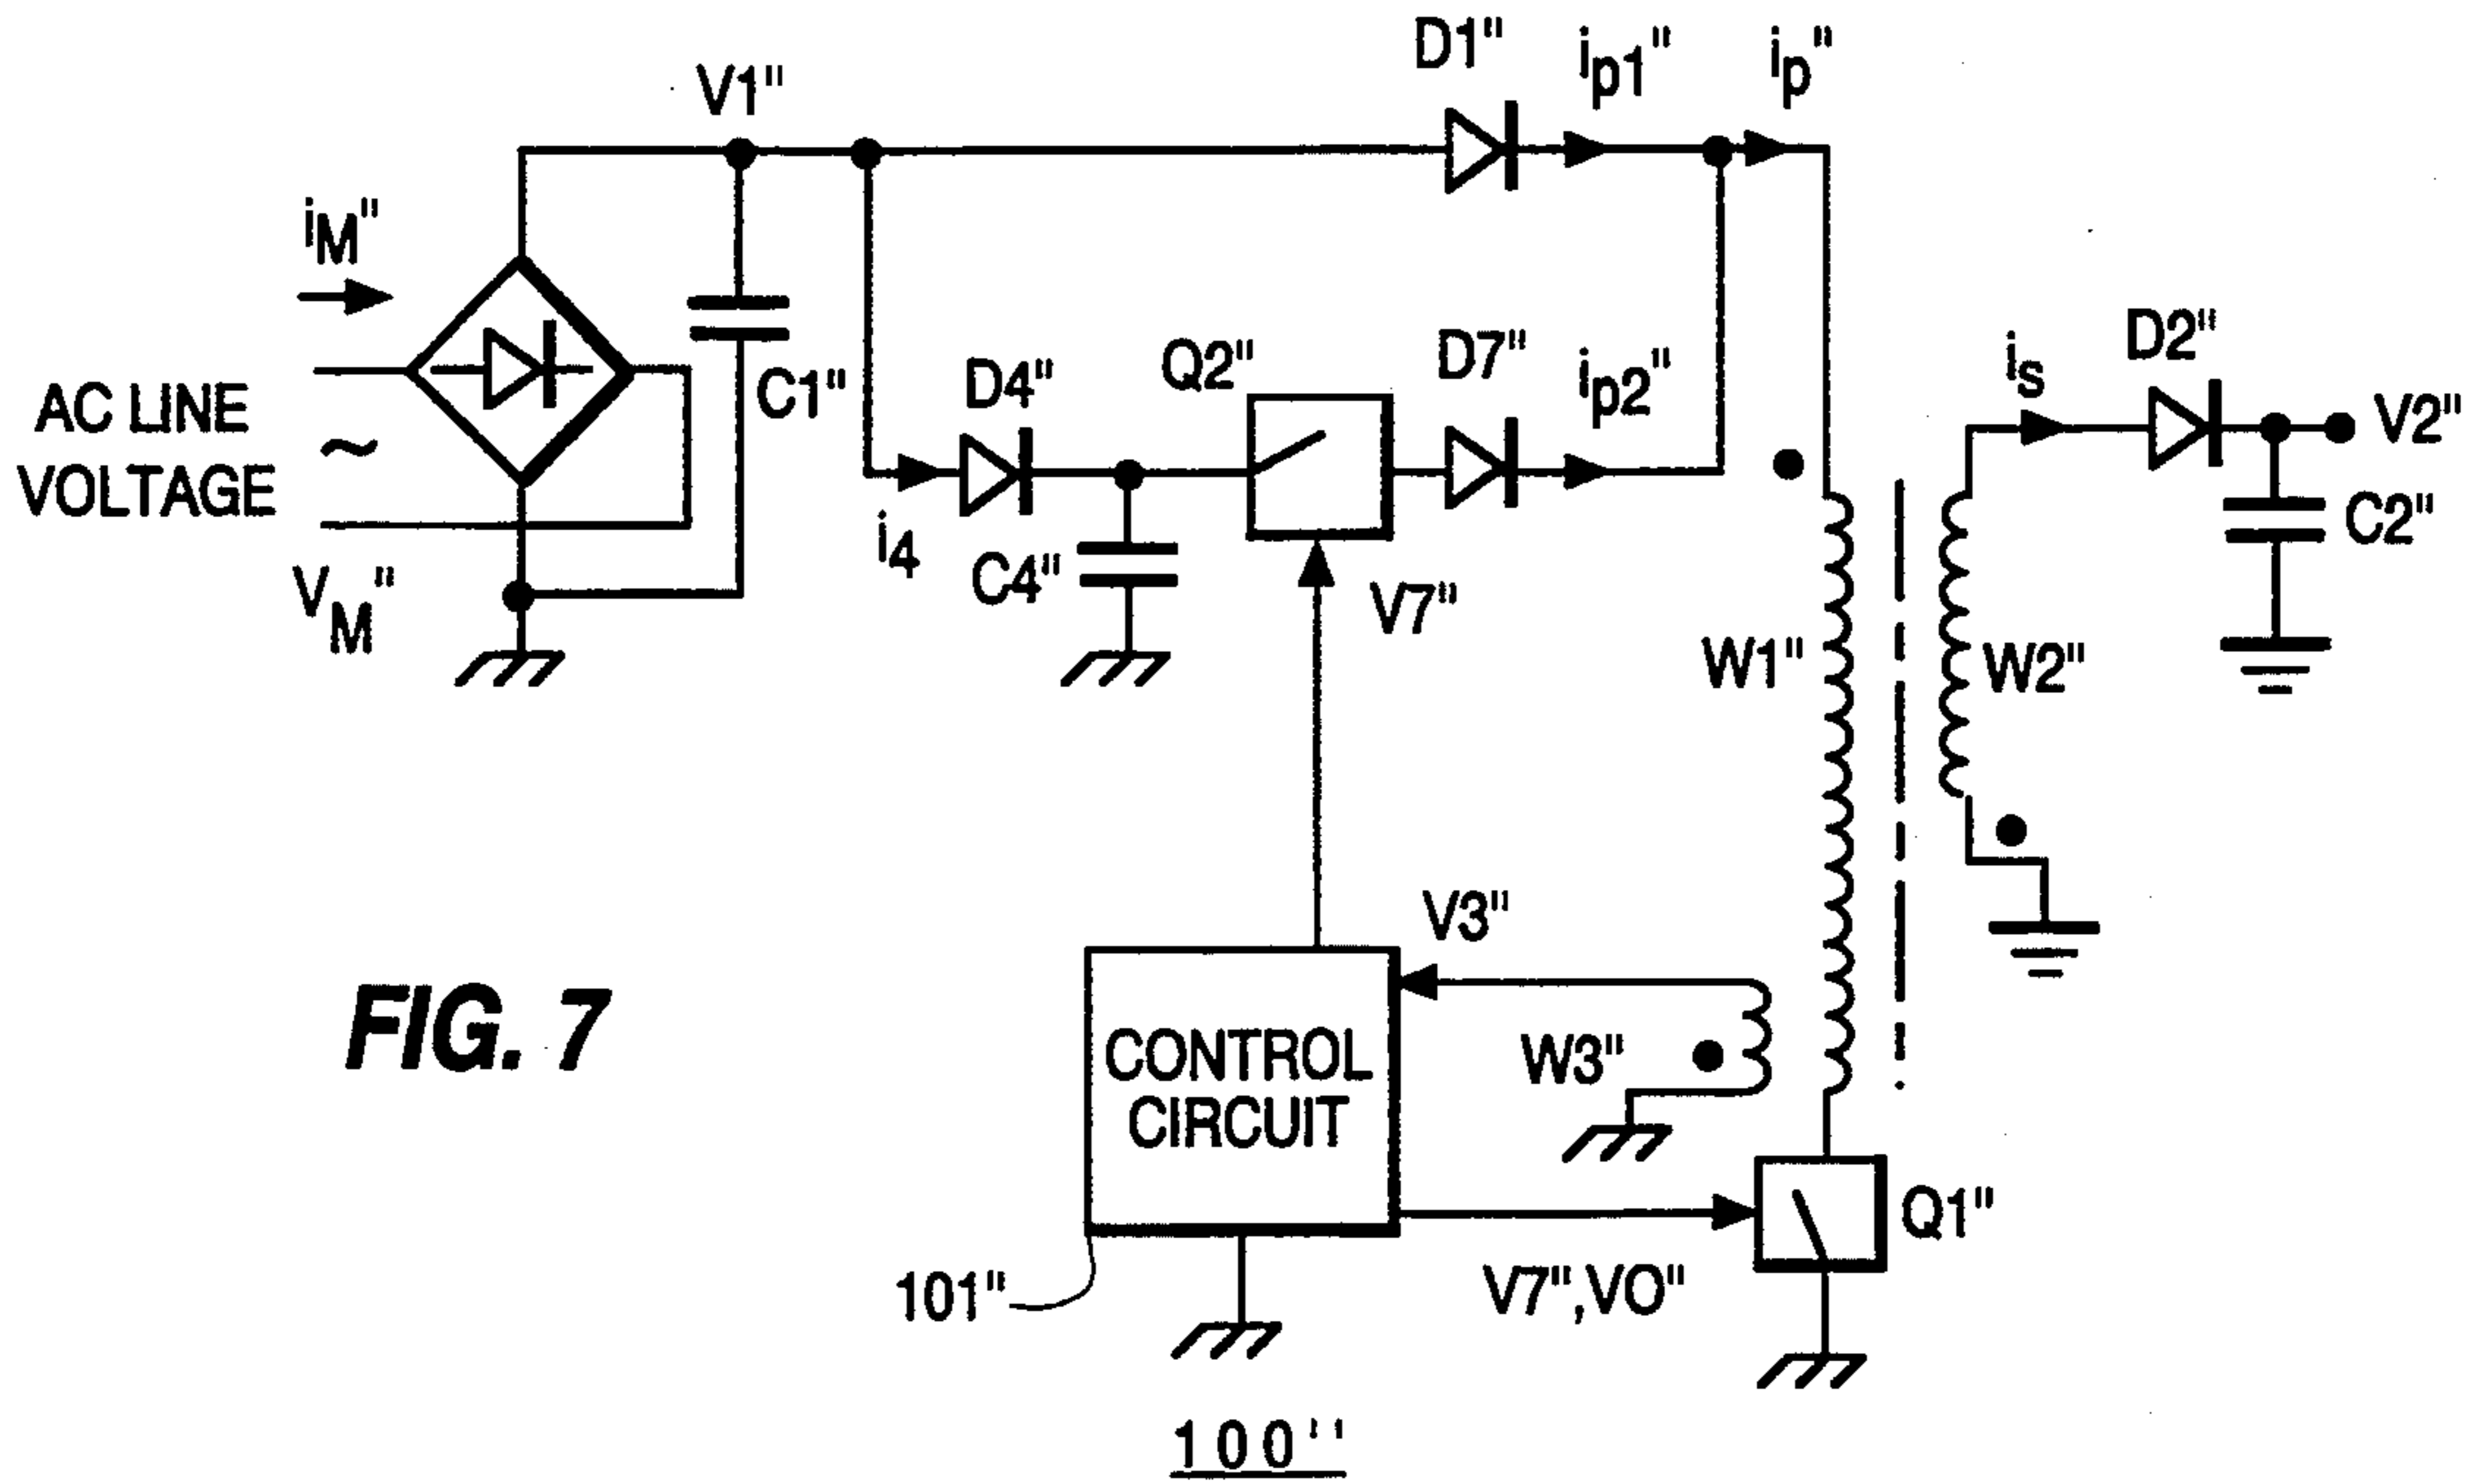 D1" ip1" ip"
V1"
iM"
AC LINE
VOLTAGE
~
VM"
C1"
i4
D4"
C4"
Q2"
V7"
D7"
ip2"
iS
D2"
V2"
C2"
W1"
W2"
V3"
W3"
CONTROL
CIRCUIT
101"
V7",VO"
Q1"
FIG. 7
100''